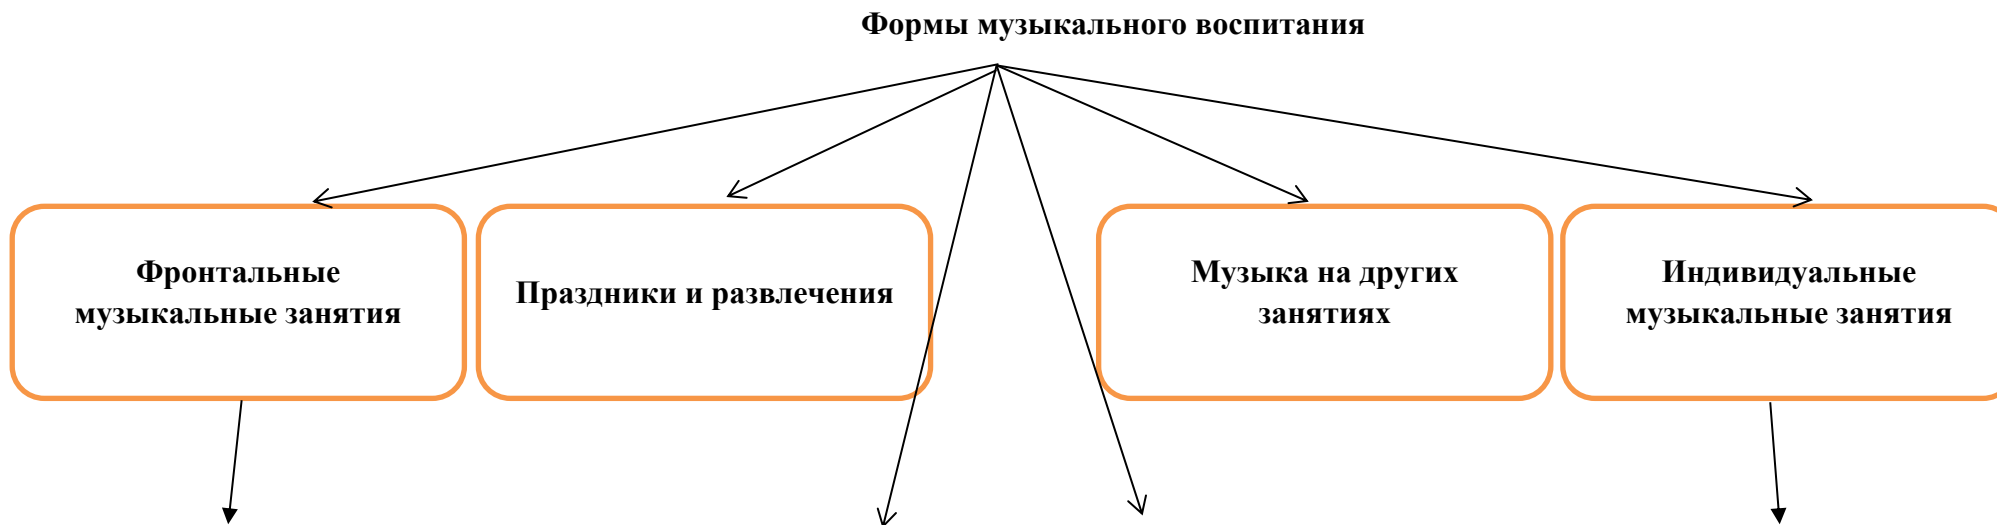 Формы музыкального воспитания
Фронтальные
музыкальные занятия
Праздники и развлечения
Музыка на других
занятиях
Индивидуальные
музыкальные занятия